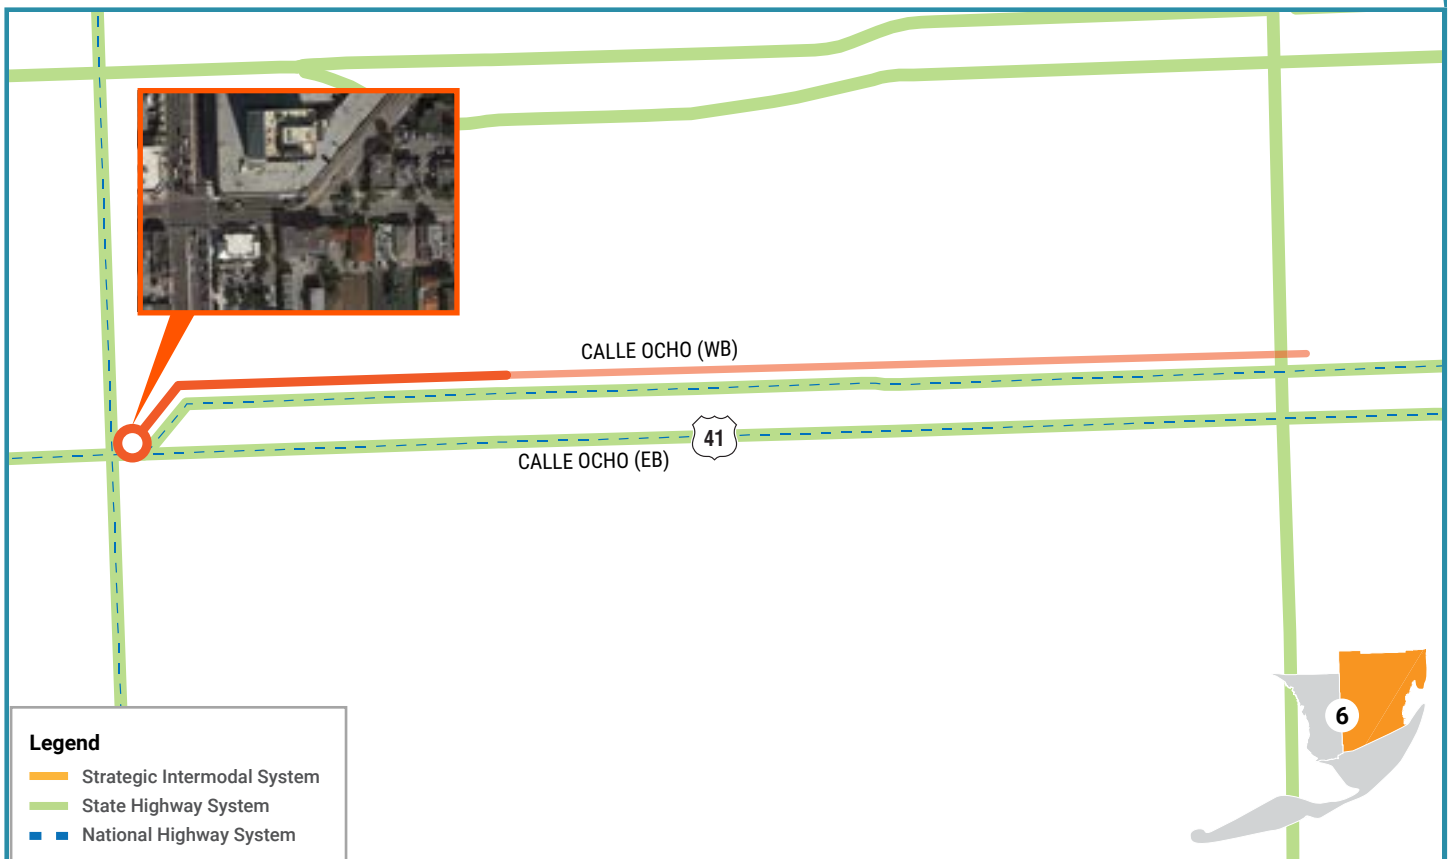 CALLE OCHO (WB)
41
CALLE OCHO (EB)
6
Legend
Strategic Intermodal System
State Highway System
National Highway System